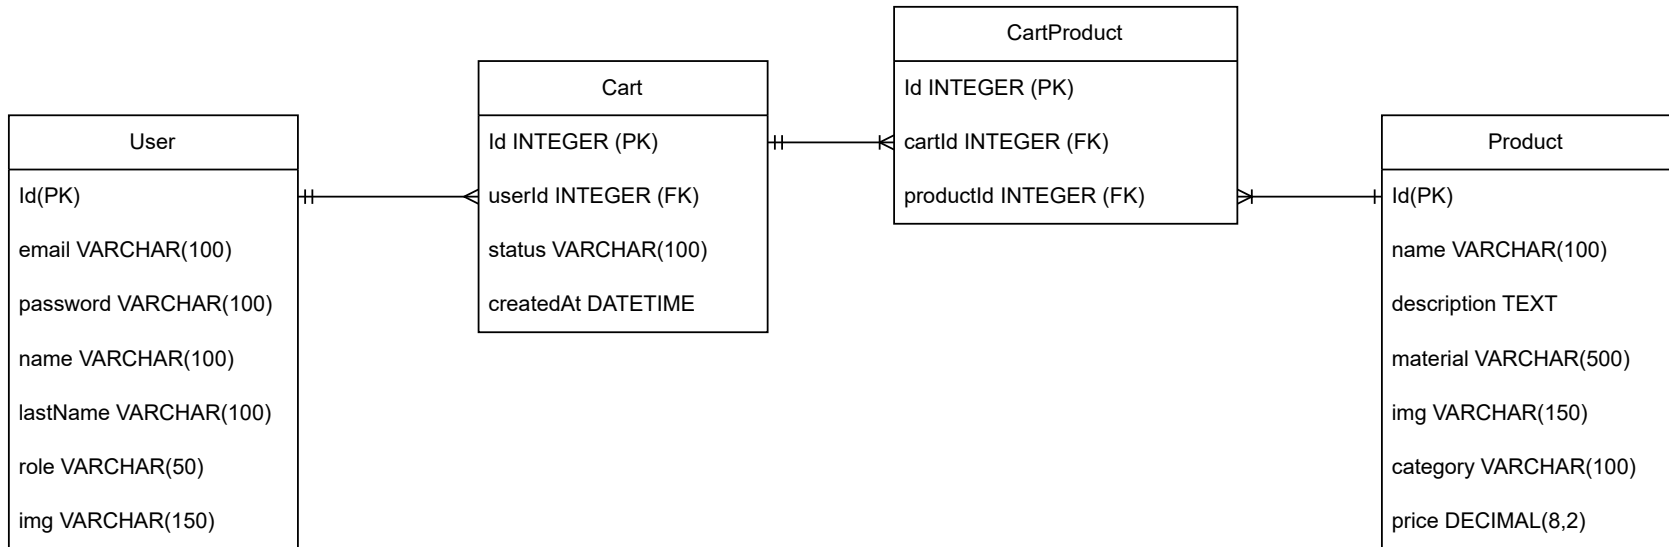 User
Id(PK)
email VARCHAR(100)
password VARCHAR(100)
name VARCHAR(100)
lastName VARCHAR(100)
role VARCHAR(50)
img VARCHAR(150)
Cart
Id INTEGER (PK)
userId INTEGER (FK)
status VARCHAR(100)
createdAt DATETIME
CartProduct
Id INTEGER (PK)
cartId INTEGER (FK)
productId INTEGER (FK)
Product
Id(PK)
name VARCHAR(100)
description TEXT
material VARCHAR(500)
img VARCHAR(150)
category VARCHAR(100)
price DECIMAL(8,2)